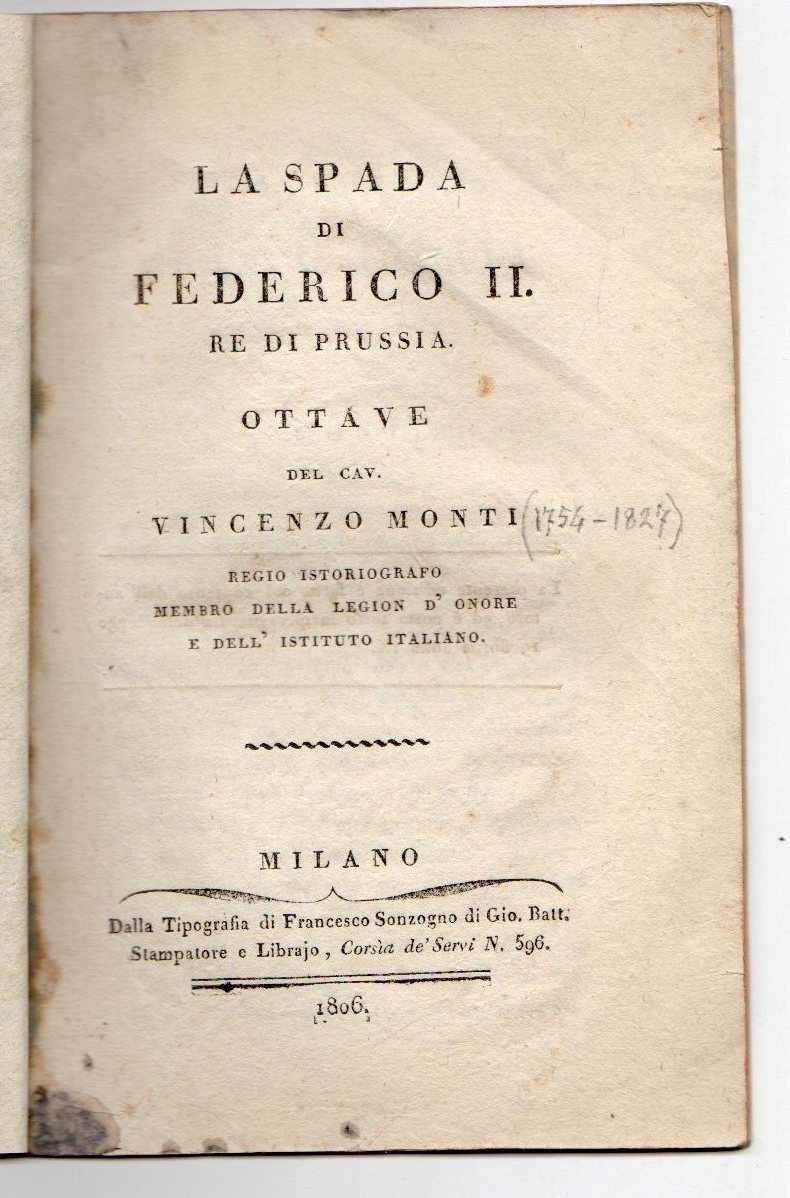 LA SPADA
DI
FEDERICO II.
RE DI PRUSSIA.
OTTAVE
DEL CAV.
VINCENZO MONTI (1754-1827)
REGIO ISTORIOGRAFO
MEMBRO DELLA LEGION D' ONORE
E DELL' ISTITUTO ITALIANO.
MILANO
Dalla Tipografia di Francesco Sonzogno di Gio. Batt.
Stampatore e Librajo, Corsìa de' Servi N. 596.
1806.